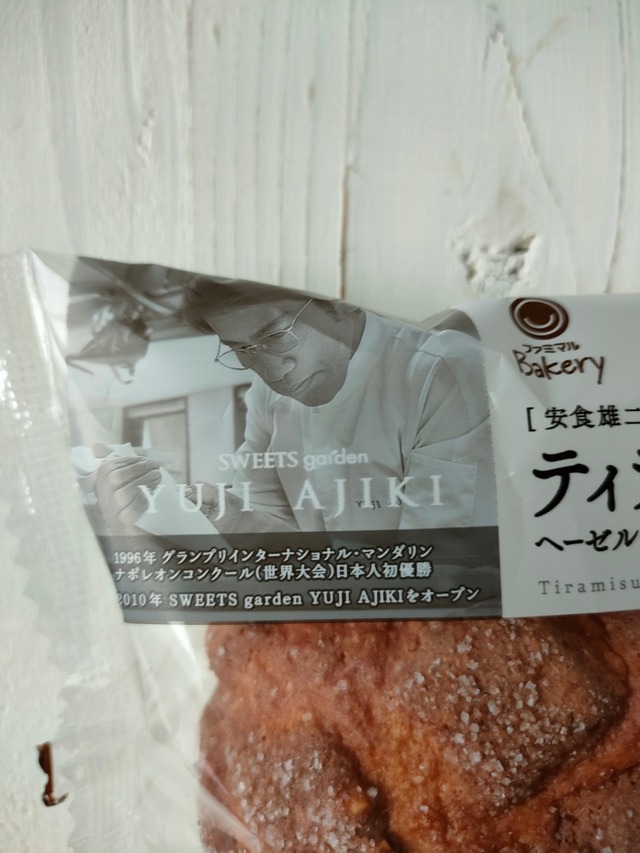 ファミマル
Bakery
[安食雄二
ティ
ヘーゼル
Tiramisu
SWEETS garden
YUJI AJIKI
1996年 グランプリインターナショナル・マンダリン
ナポレオンコンクール(世界大会)日本人初優勝
2010年 SWEETS garden YUJI AJIKIをオープン